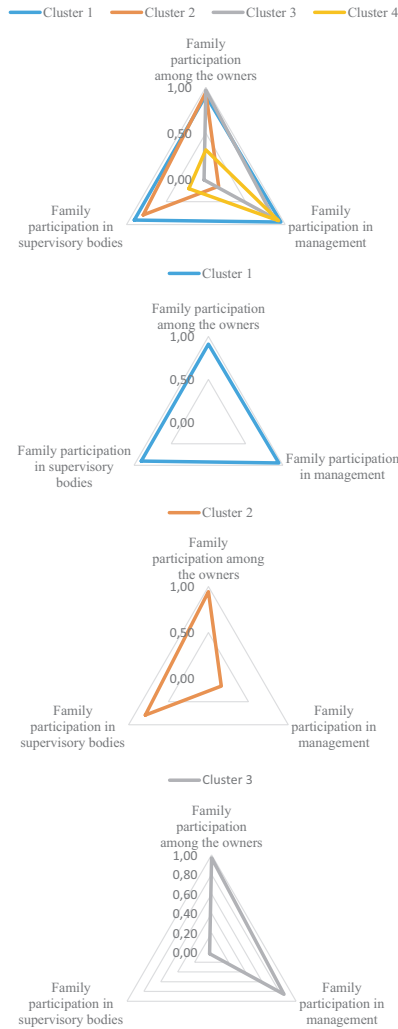 Cluster 1 Cluster 2 Cluster 3 Cluster 4
Family
participation
among the owners
1,00
0,50
0,00
Family
participation in
supervisory bodies
Family
participation in
management
Cluster 1
Family participation
among the owners
1,00
0,50
0,00
Family participation
in supervisory
bodies
Family participation
in management
Cluster 2
Family
participation among
the owners
1,00
0,50
0,00
Family
participation in
supervisory bodies
Family
participation in
management
Cluster 3
Family
participation
among the owners
1,00
0,80
0,60
0,40
0,20
0,00
Family
participation in
supervisory bodies
Family
participation in
management